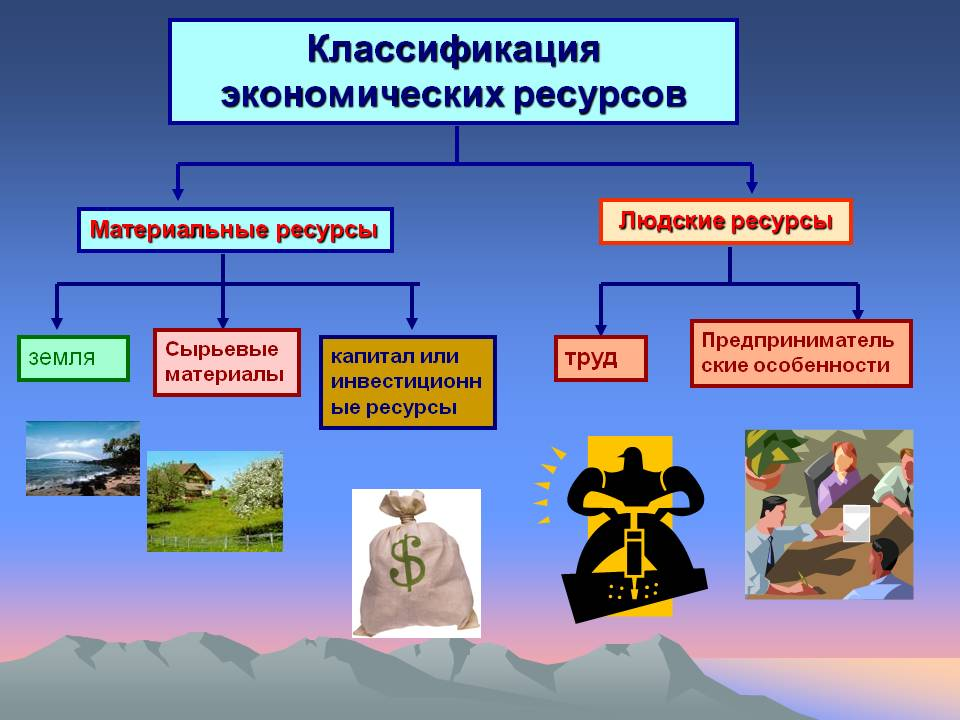 Классификация
экономических ресурсов
Материальные ресурсы
Людские ресурсы
земля
Сырьевые
материалы
капитал или
инвестиционн
ые ресурсы
труд
Предприниматель
ские особенности
$